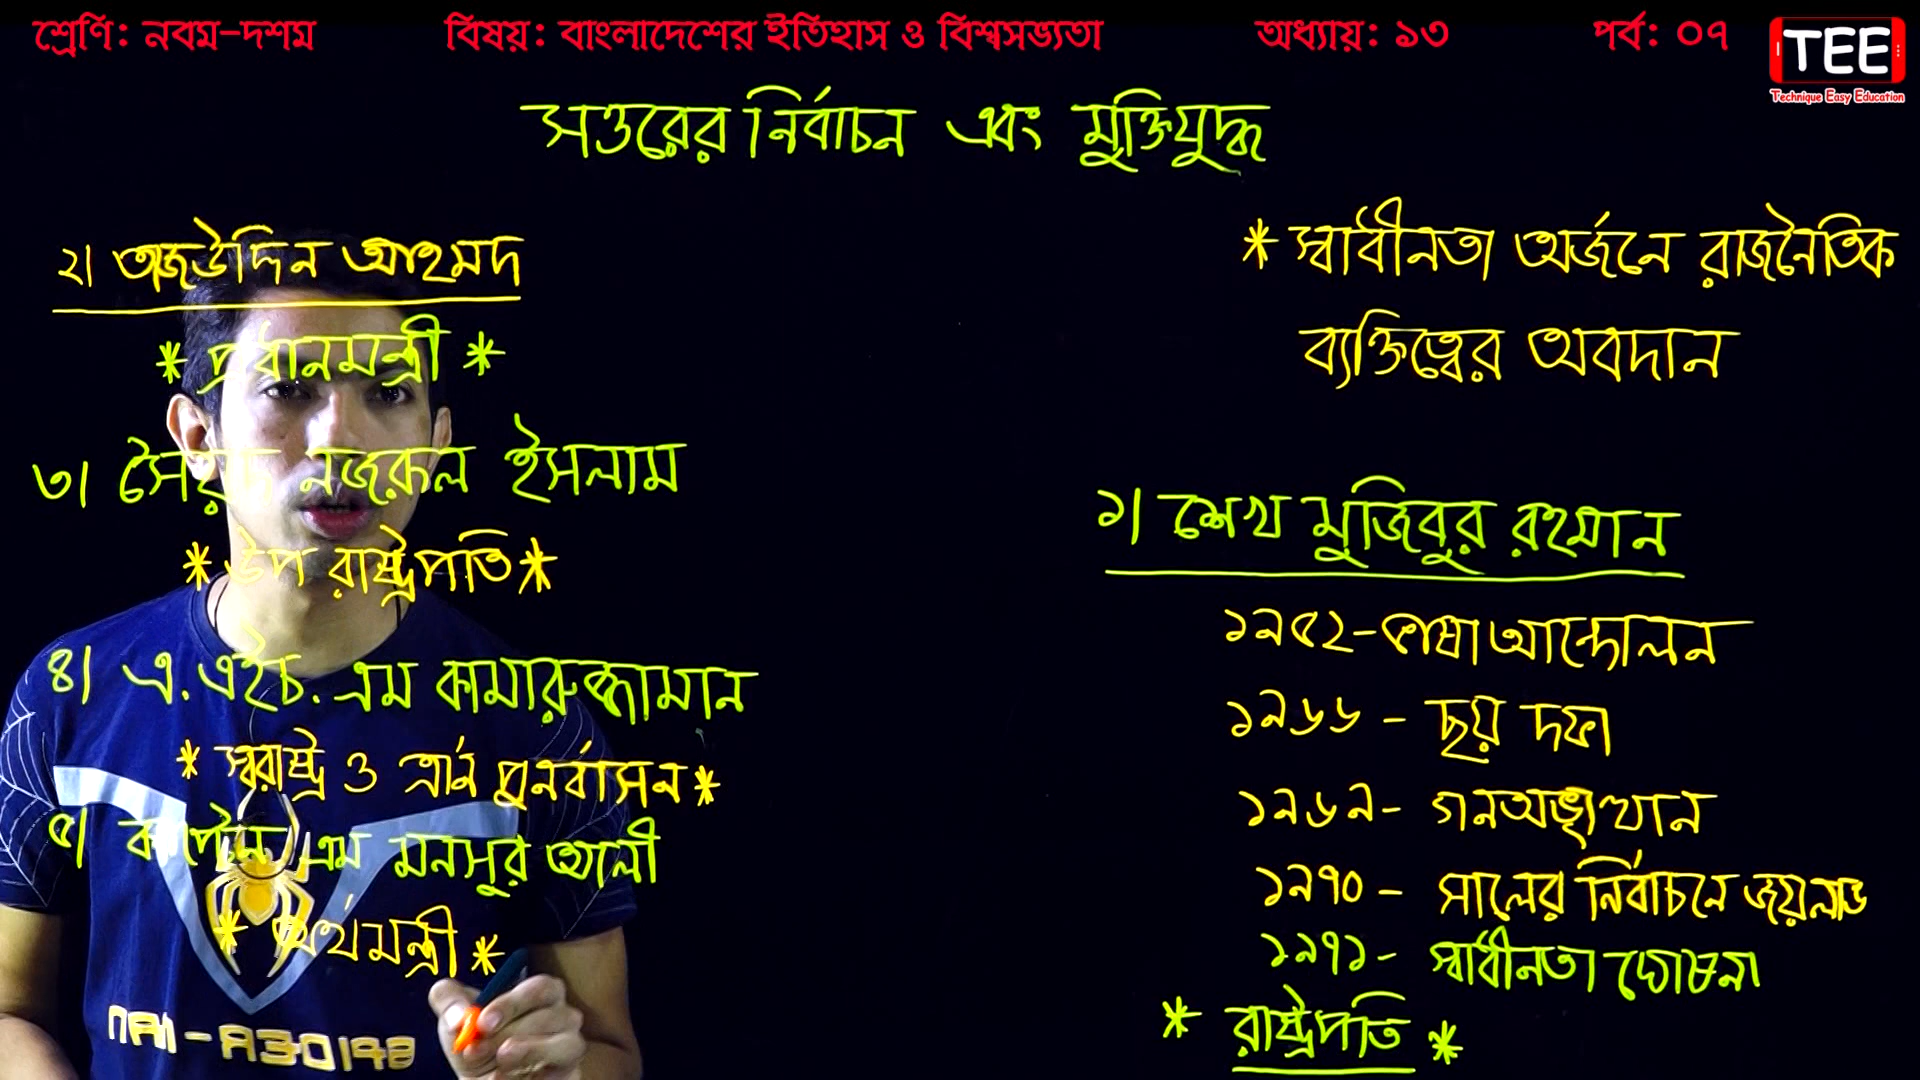 শ্রেণি: নবম-দশম
বিষয়: বাংলাদেশের ইতিহাস ও বিশ্বসভ্যতা
অধ্যায়: ১৩
পর্ব: ০৭
TEE
Technique Easy Education
সত্তরের নির্বাচন এবং মুক্তিযুদ্ধ
* স্বাধীনতা অর্জনে রাজনৈতিক
ব্যক্তিত্বের অবদান
১। শেখ মুজিবুর রহমান
১৯৫২-ভাষা আন্দোলন
১৯৬৬ - ছয় দফা
১৯৬৯- গনঅভ্যুত্থান
১৯৭০ - সালের নির্বাচনে জয়লাভ
১৯৭১- স্বাধীনতা ঘোষনা
* রাষ্ট্রপতি *
২। তাজউদ্দিন আহমদ
* প্রধানমন্ত্রী *
৩। সৈয়দ নজরুল ইসলাম
* উপ রাষ্ট্রপতি *
৪। এ. এইচ. এম কামারুজ্জামান
* স্বরাষ্ট্র ও ত্রান পুনর্বাসন *
৫। ক্যাপ্টেন এম মনসুর আলী
* অর্থমন্ত্রী *